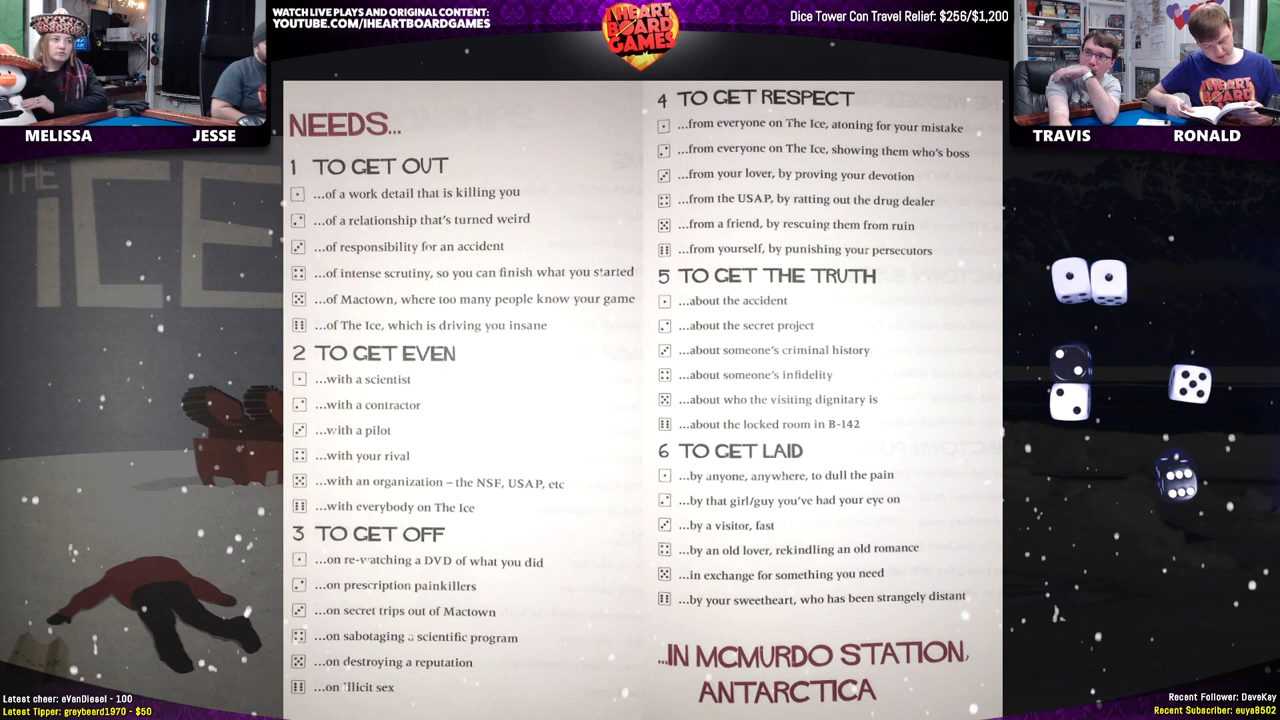 WATCH LIVE PLAYS AND ORIGINAL CONTENT:
YOUTUBE.COM/IHEARTBOARDGAMES
I HEART
BOARD
GAMES
Dice Tower Con Travel Relief: $256/$1,200
MELISSA
JESSE
TRAVIS
RONALD
I HEART
BOARD
THE
ICE
NEEDS...
1 TO GET OUT
...of a work detail that is killing you
...of a relationship that's turned weird
...of responsibility for an accident
...of intense scrutiny, so you can finish what you started
...of Mactown, where too many people know your game
...of The Ice, which is driving you insane
2 TO GET EVEN
...with a scientist
...with a contractor
...with a pilot
...with your rival
...with an organization – the NSF, USAP, etc
...with everybody on The Ice
3 TO GET OFF
...on re-watching a DVD of what you did
...on prescription painkillers
...on secret trips out of Mactown
...on sabotaging a scientific program
...on destroying a reputation
...on illicit sex
4 TO GET RESPECT
...from everyone on The Ice, atoning for your mistake
...from everyone on The Ice, showing them who's boss
...from your lover, by proving your devotion
...from the USAP, by ratting out the drug dealer
...from a friend, by rescuing them from ruin
...from yourself, by punishing your persecutors
5 TO GET THE TRUTH
...about the accident
...about the secret project
...about someone's criminal history
...about someone's infidelity
...about who the visiting dignitary is
...about the locked room in B-142
6 TO GET LAID
...by anyone, anywhere, to dull the pain
...by that girl/guy you've had your eye on
...by a visitor, fast
...by an old lover, rekindling an old romance
...in exchange for something you need
...by your sweetheart, who has been strangely distant
...IN MCMURDO STATION,
ANTARCTICA
Latest cheer: eVanDiesel - 100
Latest Tipper: greybeard1970 - $50
Recent Follower: DaveKay
Recent Subscriber: euye8502